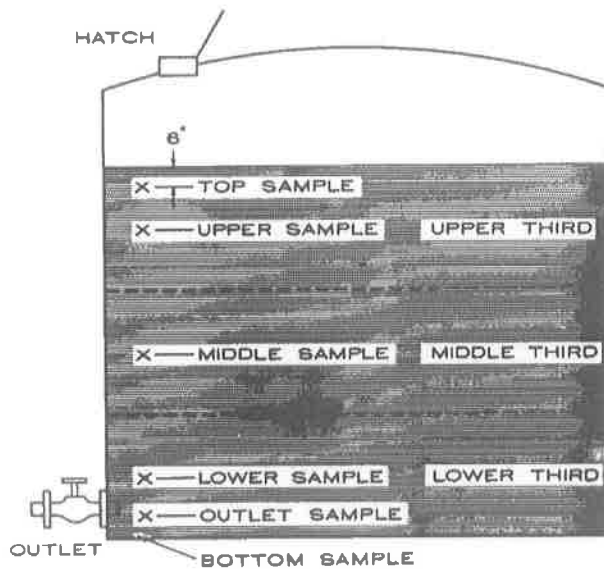 HATCH
6"
X — TOP SAMPLE
X — UPPER SAMPLE UPPER THIRD
X — MIDDLE SAMPLE MIDDLE THIRD
X — LOWER SAMPLE LOWER THIRD
X — OUTLET SAMPLE
OUTLET
BOTTOM SAMPLE